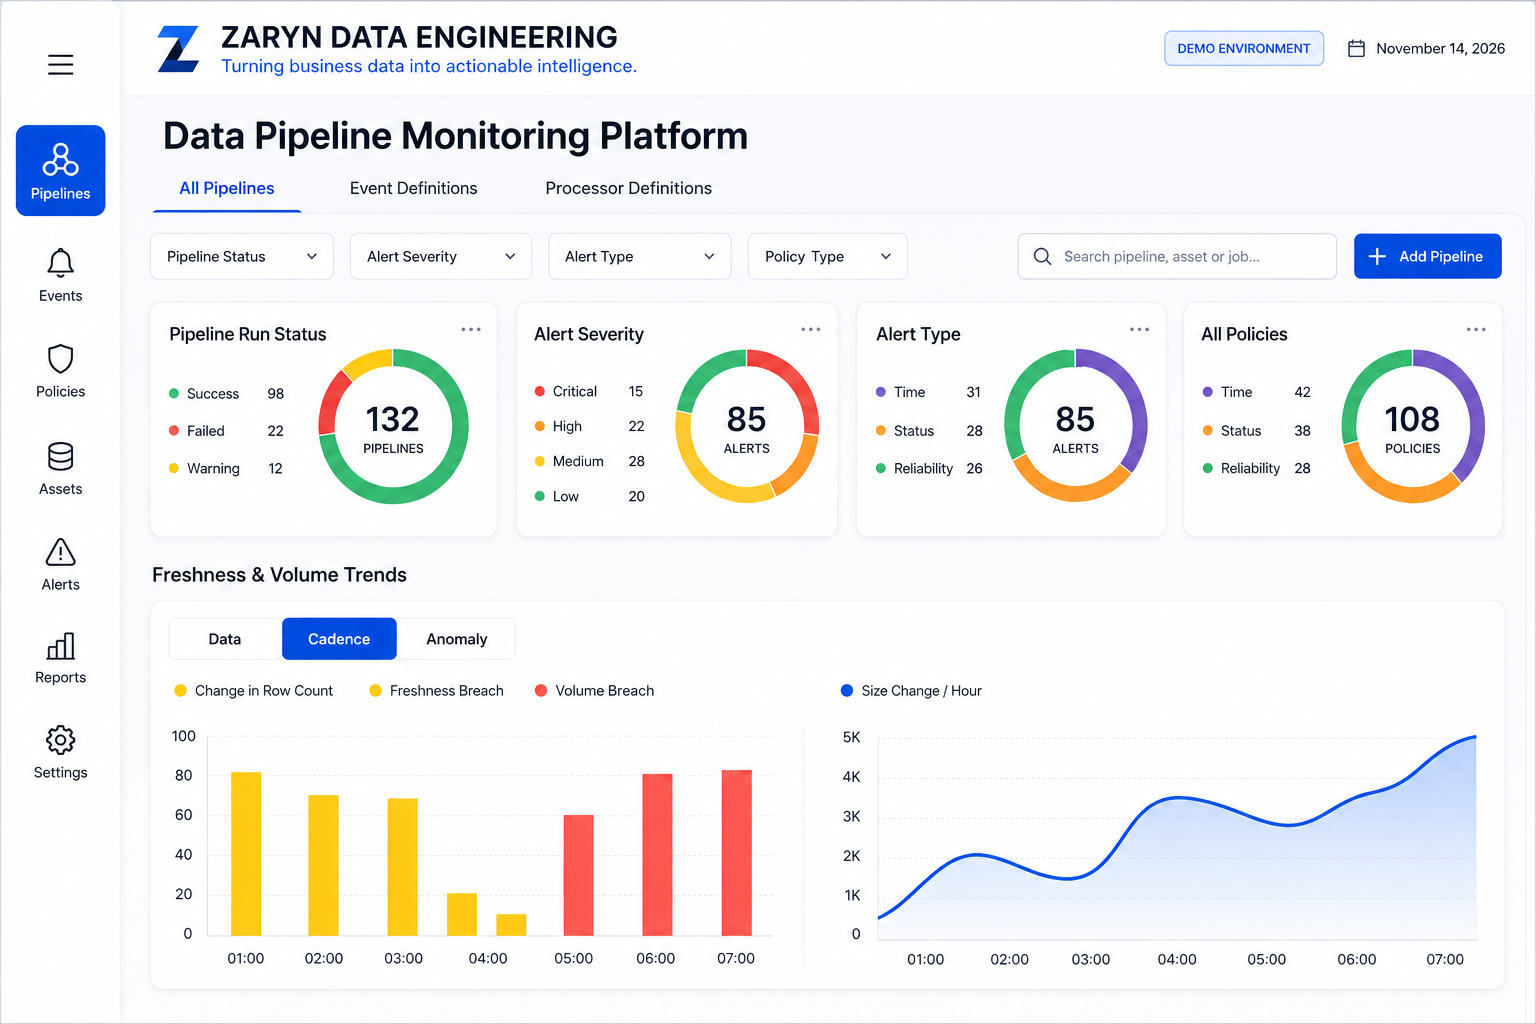 ZARYN DATA ENGINEERING
Turning business data into actionable intelligence.
DEMO ENVIRONMENT
November 14, 2026
Pipelines
Events
Policies
Assets
Alerts
Reports
Settings
Data Pipeline Monitoring Platform
All Pipelines
Event Definitions
Processor Definitions
Pipeline Status
Alert Severity
Alert Type
Policy Type
Search pipeline, asset or job...
Add Pipeline
Pipeline Run Status
Success 98
Failed 22
Warning 12
132
PIPELINES
Alert Severity
Critical 15
High 22
Medium 28
Low 20
85
ALERTS
Alert Type
Time 31
Status 28
Reliability 26
85
ALERTS
All Policies
Time 42
Status 38
Reliability 28
108
POLICIES
Freshness & Volume Trends
Data
Cadence
Anomaly
Change in Row Count
Freshness Breach
Volume Breach
100
80
60
40
20
0
01:00 02:00 03:00 04:00 05:00 06:00 07:00
Size Change / Hour
5K
4K
3K
2K
1K
0
01:00 02:00 03:00 04:00 05:00 06:00 07:00